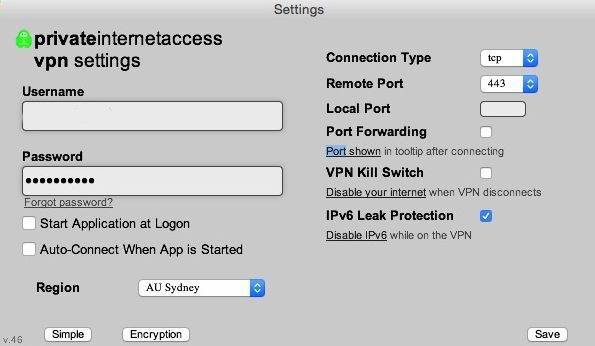 Settings
privateinternetaccess
vpn settings
Username
Password
••••••••••
Forgot password?
Start Application at Logon
Auto-Connect When App is Started
Region AU Sydney
Simple Encryption
v.46
Connection Type tcp
Remote Port 443
Local Port
Port Forwarding
Port shown in tooltip after connecting
VPN Kill Switch
Disable your internet when VPN disconnects
IPv6 Leak Protection
Disable IPv6 while on the VPN
Save